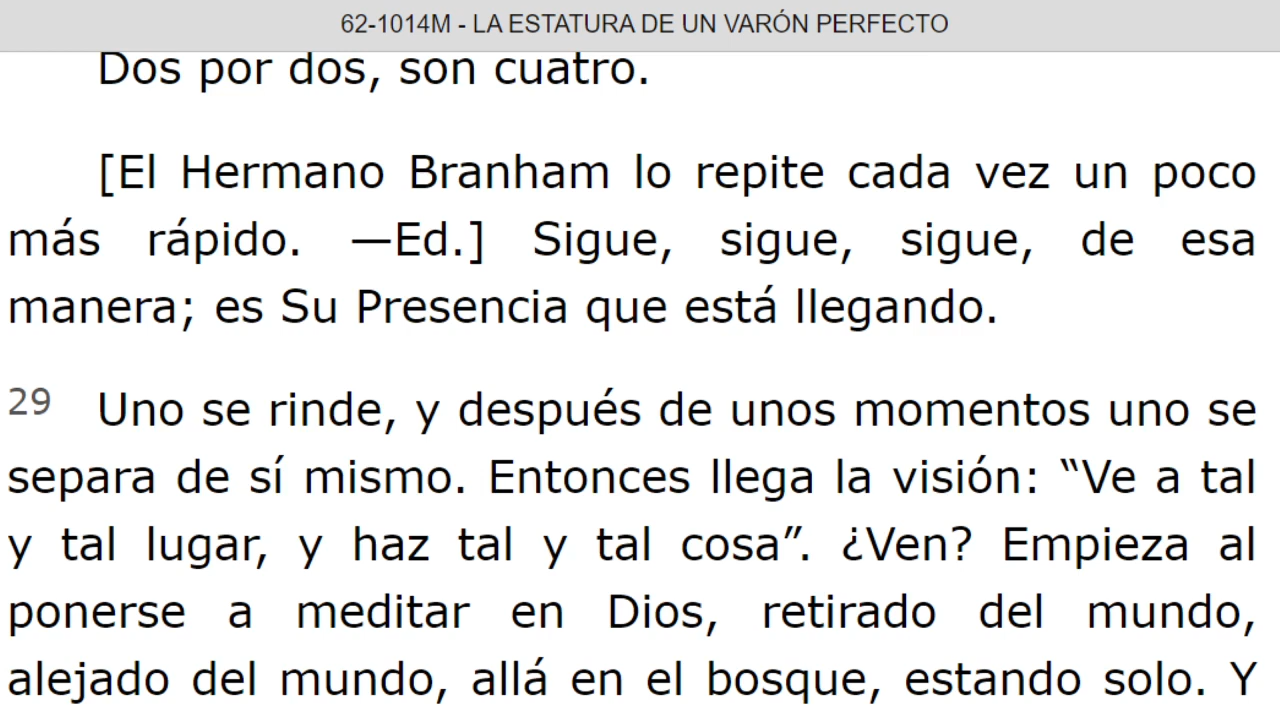 62-1014M - LA ESTATURA DE UN VARÓN PERFECTO
Dos por dos, son cuatro.
[El Hermano Branham lo repite cada vez un poco
más rápido. —Ed.] Sigue, sigue, sigue, de esa
manera; es Su Presencia que está llegando.
29 Uno se rinde, y después de unos momentos uno se
separa de sí mismo. Entonces llega la visión: “Ve a tal
y tal lugar, y haz tal y tal cosa”. ¿Ven? Empieza al
ponerse a meditar en Dios, retirado del mundo,
alejado del mundo, allá en el bosque, estando solo. Y